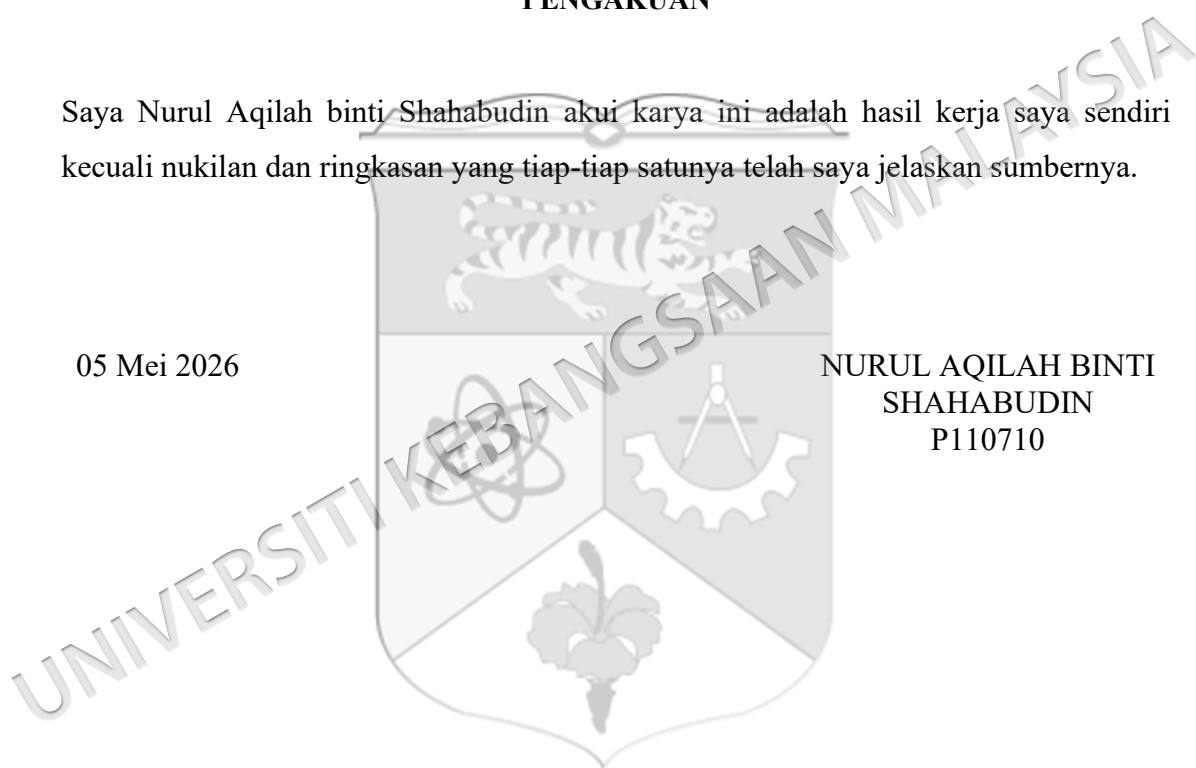 PENGAKUAN
Saya Nurul Aqilah binti Shahabudin akui karya ini adalah hasil kerja saya sendiri
kecuali nukilan dan ringkasan yang tiap-tiap satunya telah saya jelaskan sumbernya.
05 Mei 2026
NURUL AQILAH BINTI
SHAHABUDIN
P110710
UNIVERSITI KEBANGSAAN MALAYSIA